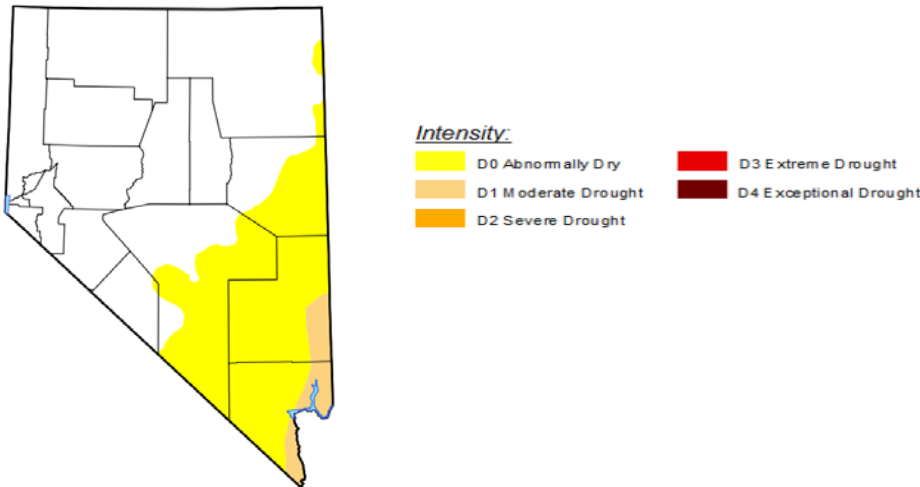 Intensity:
D0 Abnormally Dry
D1 Moderate Drought
D2 Severe Drought
D3 Extreme Drought
D4 Exceptional Drought